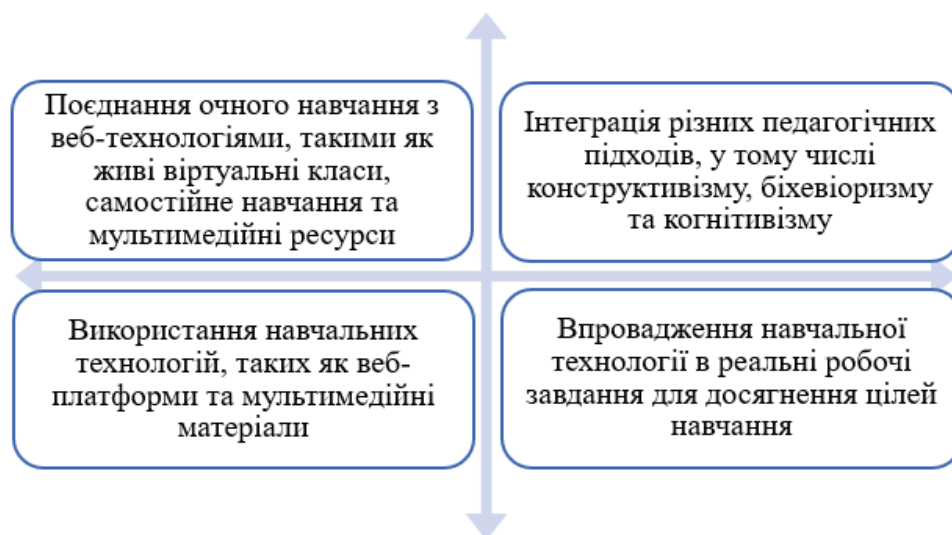 Поєднання очного навчання з
веб-технологіями, такими як
живі віртуальні класи,
самостійне навчання та
мультимедійні ресурси
Інтеграція різних педагогічних
підходів, у тому числі
конструктивізму, біхевіоризму
та когнітивізму
Використання навчальних
технологій, таких як веб-
платформи та мультимедійні
матеріали
Впровадження навчальної
технології в реальні робочі
завдання для досягнення цілей
навчання